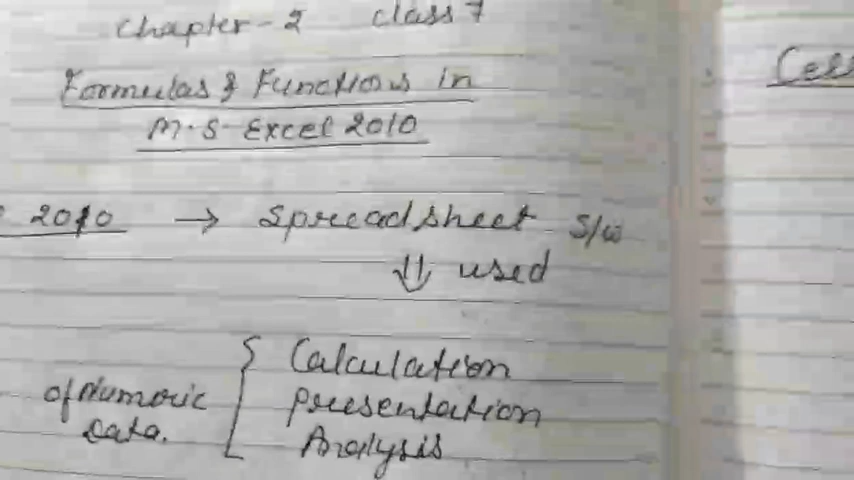 Chapter-2 class 7
Formulas & Functions in
M.S-Excel 2010
2010 → Spreadsheet S/w
⇓ used
of Numeric data. { Calculation
Presentation
Analysis